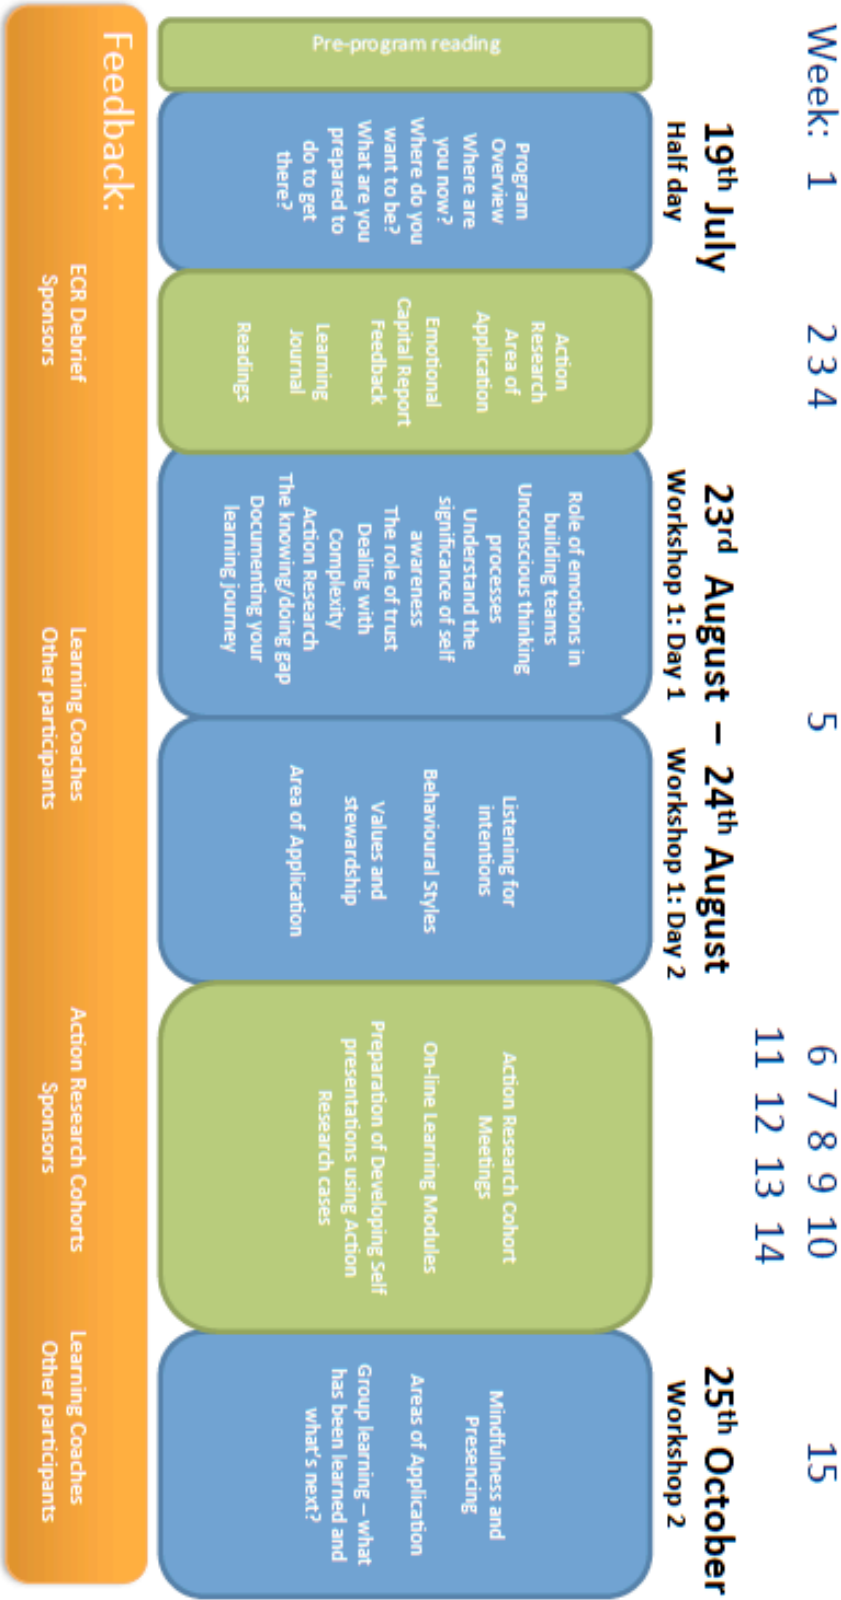 Week: 1
2 3 4
5
6 7 8 9 10
11 12 13 14
15
19th July
Half day
23rd August – 24th August
Workshop 1: Day 1
Workshop 1: Day 2
25th October
Workshop 2
Pre-program reading
Program
Overview
Where are
you now?
Where do you
want to be?
What are you
prepared to
do to get
there?
Action
Research
Area of
Application
Emotional
Capital Report
Feedback
Learning
Journal
Readings
Role of emotions in
building teams
Unconscious thinking
processes
Understand the
significance of self
awareness
The role of trust
Dealing with
Complexity
Action Research
The knowing/doing gap
Documenting your
learning journey
Listening for
intentions
Behavioural Styles
Values and
stewardship
Area of Application
Action Research Cohort
Meetings
On-line Learning Modules
Preparation of Developing Self
presentations using Action
Research cases
Mindfulness and
Presencing
Areas of Application
Group learning – what
has been learned and
what's next?
Feedback:
ECR Debrief
Sponsors
Learning Coaches
Other participants
Action Research Cohorts
Sponsors
Learning Coaches
Other participants